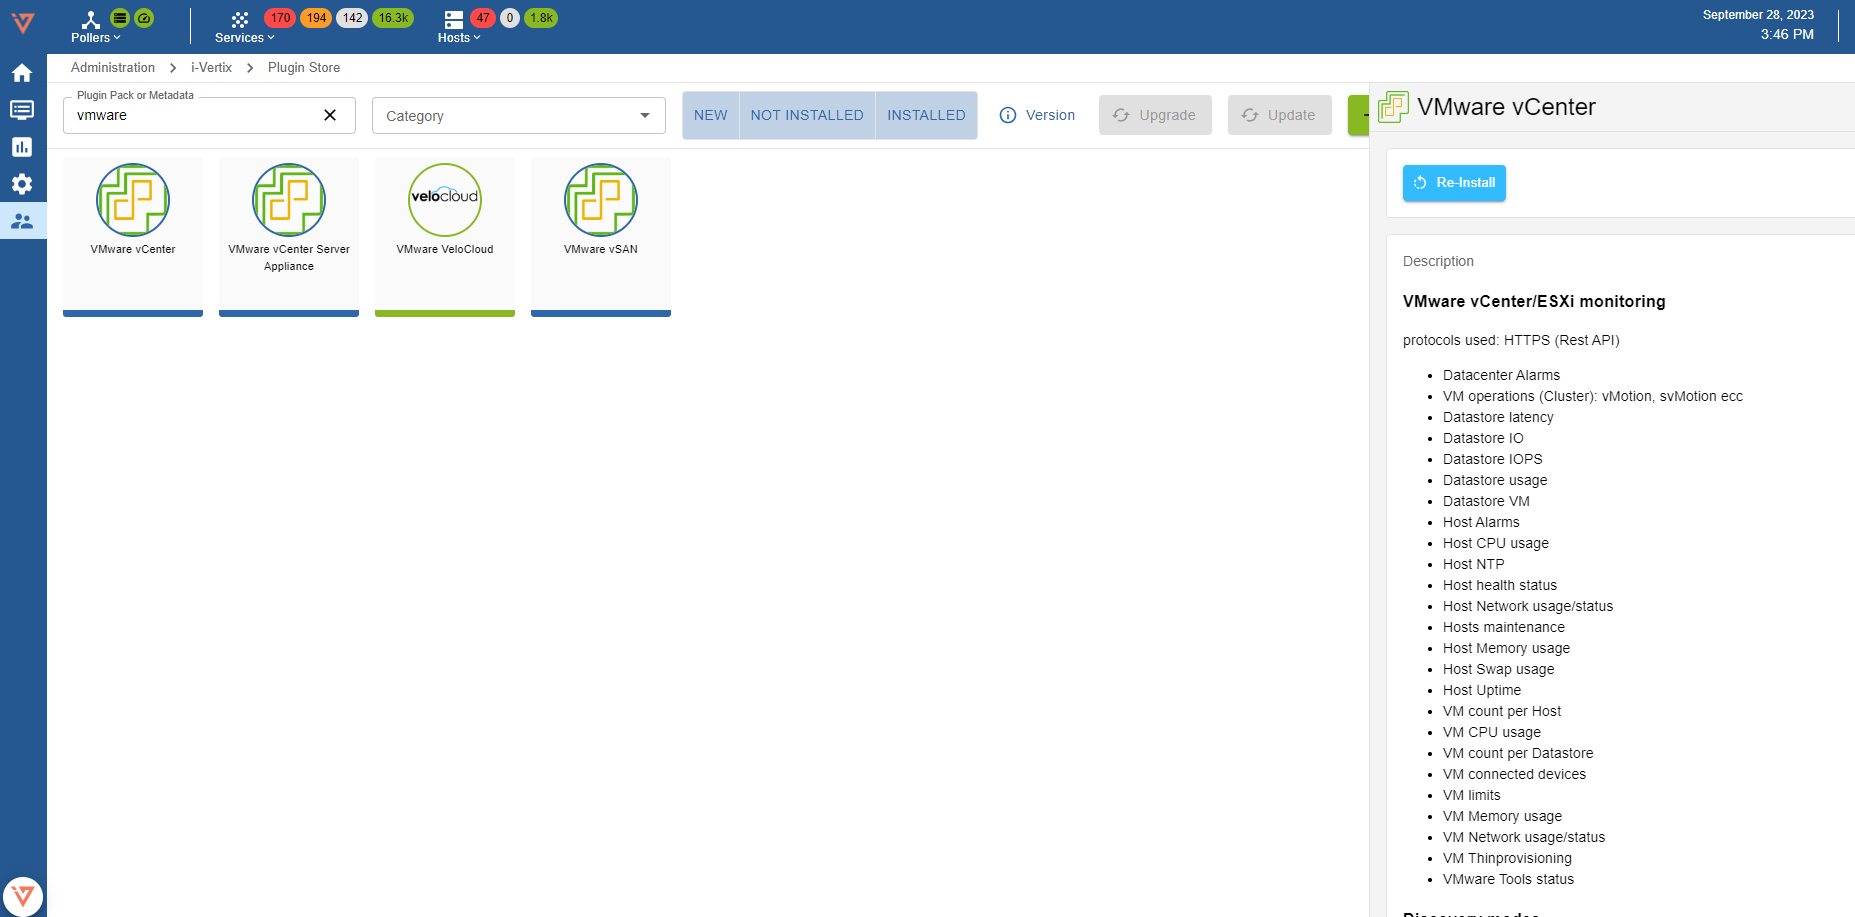 Pollers
Services
170
194
142
16.3k
Hosts
47
0
1.8k
September 28, 2023
3:46 PM
Administration
i-Vertix
Plugin Store
Plugin Pack or Metadata
vmware
Category
NEW
NOT INSTALLED
INSTALLED
Version
Upgrade
Update
VMware vCenter
VMware vCenter Server
Appliance
velocloud
VMware VeloCloud
VMware vSAN
VMware vCenter
Re-Install
Description
VMware vCenter/ESXi monitoring
protocols used: HTTPS (Rest API)
Datacenter Alarms
VM operations (Cluster): vMotion, svMotion ecc
Datastore latency
Datastore IO
Datastore IOPS
Datastore usage
Datastore VM
Host Alarms
Host CPU usage
Host NTP
Host health status
Host Network usage/status
Hosts maintenance
Host Memory usage
Host Swap usage
Host Uptime
VM count per Host
VM CPU usage
VM count per Datastore
VM connected devices
VM limits
VM Memory usage
VM Network usage/status
VM Thinprovisioning
VMware Tools status
Discovery modes